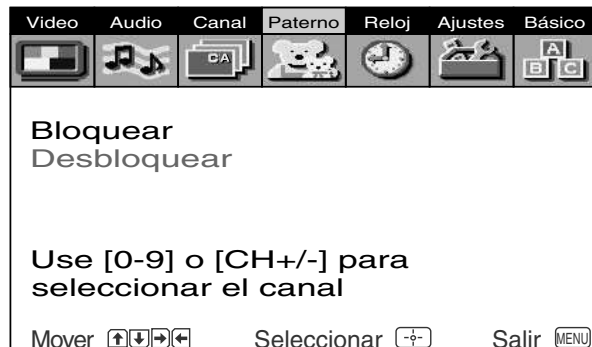 Video Audio Canal Paterno Reloj Ajustes Básico
C/A A B C
Bloquear
Desbloquear
Use [0-9] o [CH+/-] para
seleccionar el canal
Mover Seleccionar Salir MENU